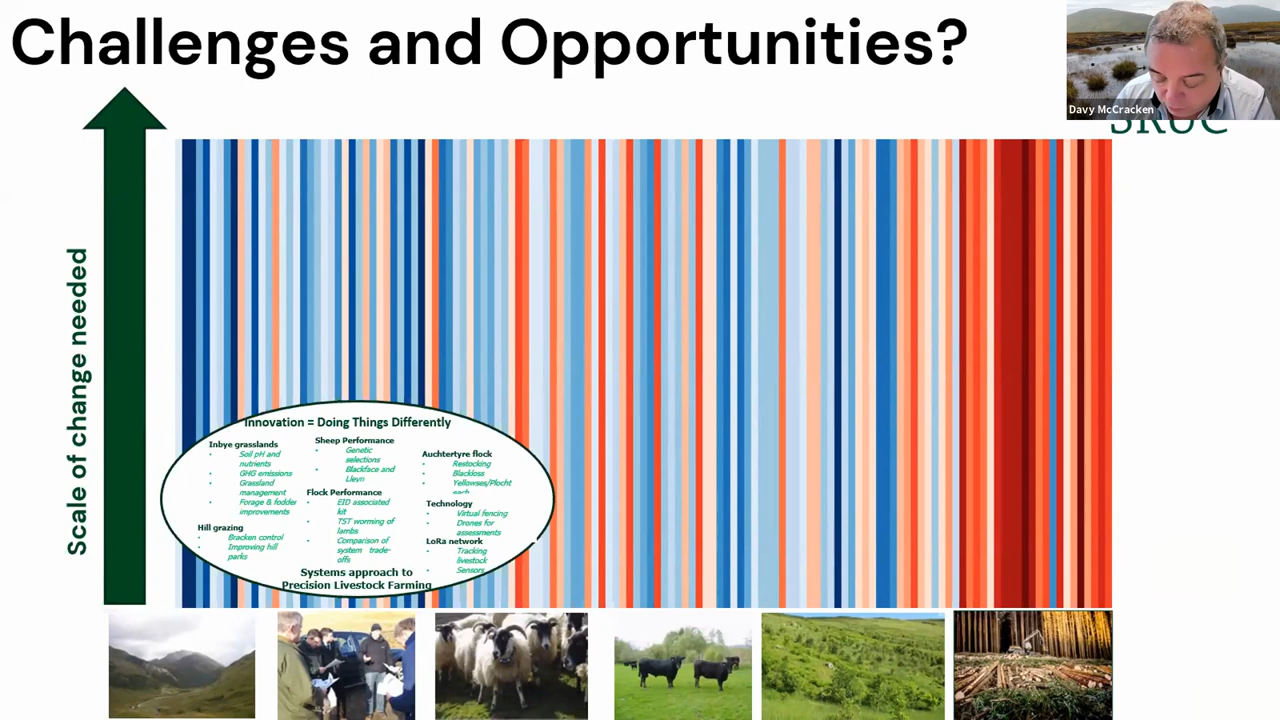 Challenges and Opportunities?
Davy McCracken
SRUC
Scale of change needed
Innovation = Doing Things Differently
Inbye grasslands
• Soil pH and
nutrients
• GHG emissions
• Grassland
management
• Forage & fodder
improvements
Hill grazing
• Bracken control
• Improving hill
parks
Sheep Performance
• Genetic
selections
• Blackface and
Lleyn
Flock Performance
• EID associated
kit
• TST worming of
lambs
• Comparison of
system trade-
offs
Auchtertyre flock
• Restocking
• Blackloss
• Yellowses/Plocht
each
Technology
• Virtual fencing
• Drones for
assessments
LoRa network
• Tracking
livestock
• Sensors
Systems approach to
Precision Livestock Farming